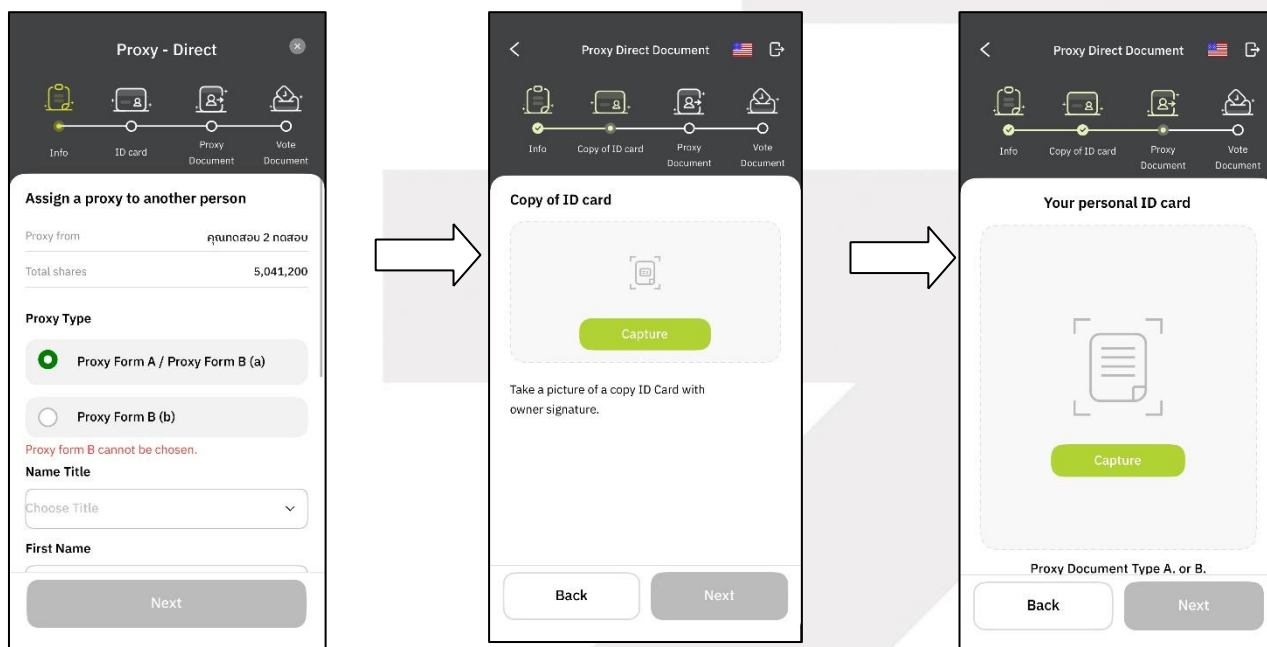 Proxy - Direct
Info
ID card
Proxy Document
Vote Document
Assign a proxy to another person
Proxy from คุณทดสอบ 2 ทดสอบ
Total shares 5,041,200
Proxy Type
Proxy Form A / Proxy Form B (a)
Proxy Form B (b)
Proxy form B cannot be chosen.
Name Title
Choose Title
First Name
Next
Proxy Direct Document
Info
Copy of ID card
Proxy Document
Vote Document
Copy of ID card
Capture
Take a picture of a copy ID Card with
owner signature.
Back
Next
Proxy Direct Document
Info
Copy of ID card
Proxy Document
Vote Document
Your personal ID card
Capture
Proxy Document Type A. or B.
Back
Next